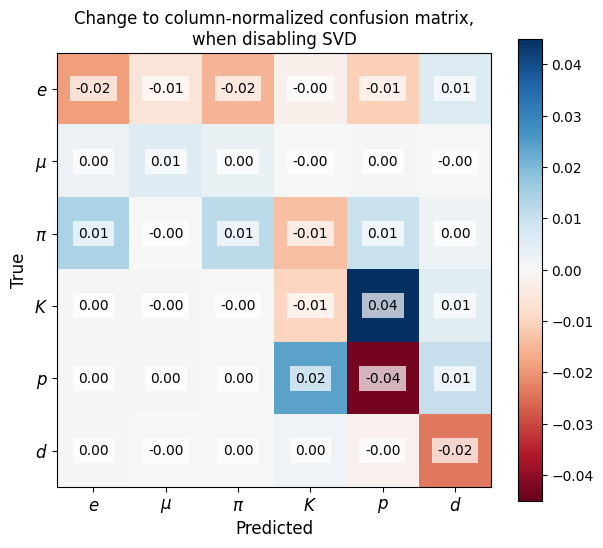 Change to column-normalized confusion matrix,
when disabling SVD
e -0.02 -0.01 -0.02 -0.00 -0.01 0.01
μ 0.00 0.01 0.00 -0.00 0.00 -0.00
π 0.01 -0.00 0.01 -0.01 0.01 0.00
K 0.00 -0.00 -0.00 -0.01 0.04 0.01
p 0.00 0.00 0.00 0.02 -0.04 0.01
d 0.00 -0.00 0.00 0.00 -0.00 -0.02
e μ π K p d
Predicted
True
0.04
0.03
0.02
0.01
0.00
−0.01
−0.02
−0.03
−0.04